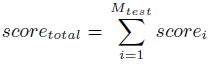 $score_{total} = \sum_{i=1}^{M_{test}} score_i$